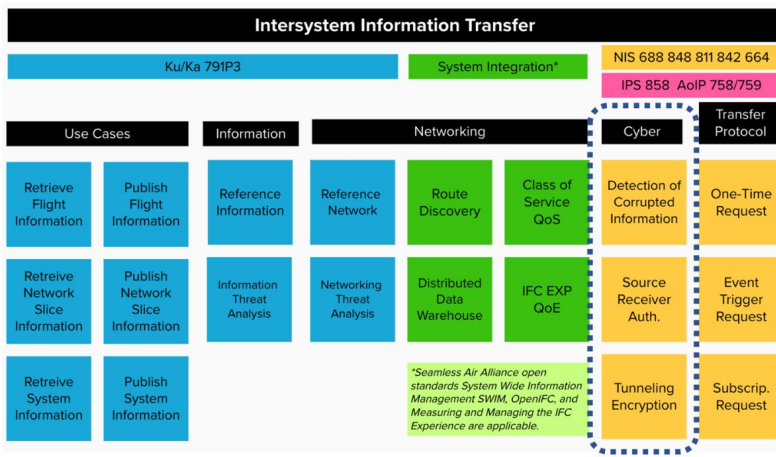 Intersystem Information Transfer
Ku/Ka 791P3
System Integration*
NIS 688 848 811 842 664
IPS 858 AoIP 758/759
Use Cases
Information
Networking
Cyber
Transfer
Protocol
Retrieve
Flight
Information
Publish
Flight
Information
Reference
Information
Reference
Network
Route
Discovery
Class of
Service
QoS
Detection of
Corrupted
Information
One-Time
Request
Retreive
Network
Slice
Information
Publish
Network
Slice
Information
Information
Threat
Analysis
Networking
Threat
Analysis
Distributed
Data
Warehouse
IFC EXP
QoE
Source
Receiver
Auth.
Event
Trigger
Request
Retreive
System
Information
Publish
System
Information
*Seamless Air Alliance open
standards System Wide Information
Management SWIM, OpenIFC, and
Measuring and Managing the IFC
Experience are applicable.
Tunneling
Encryption
Subscrip.
Request